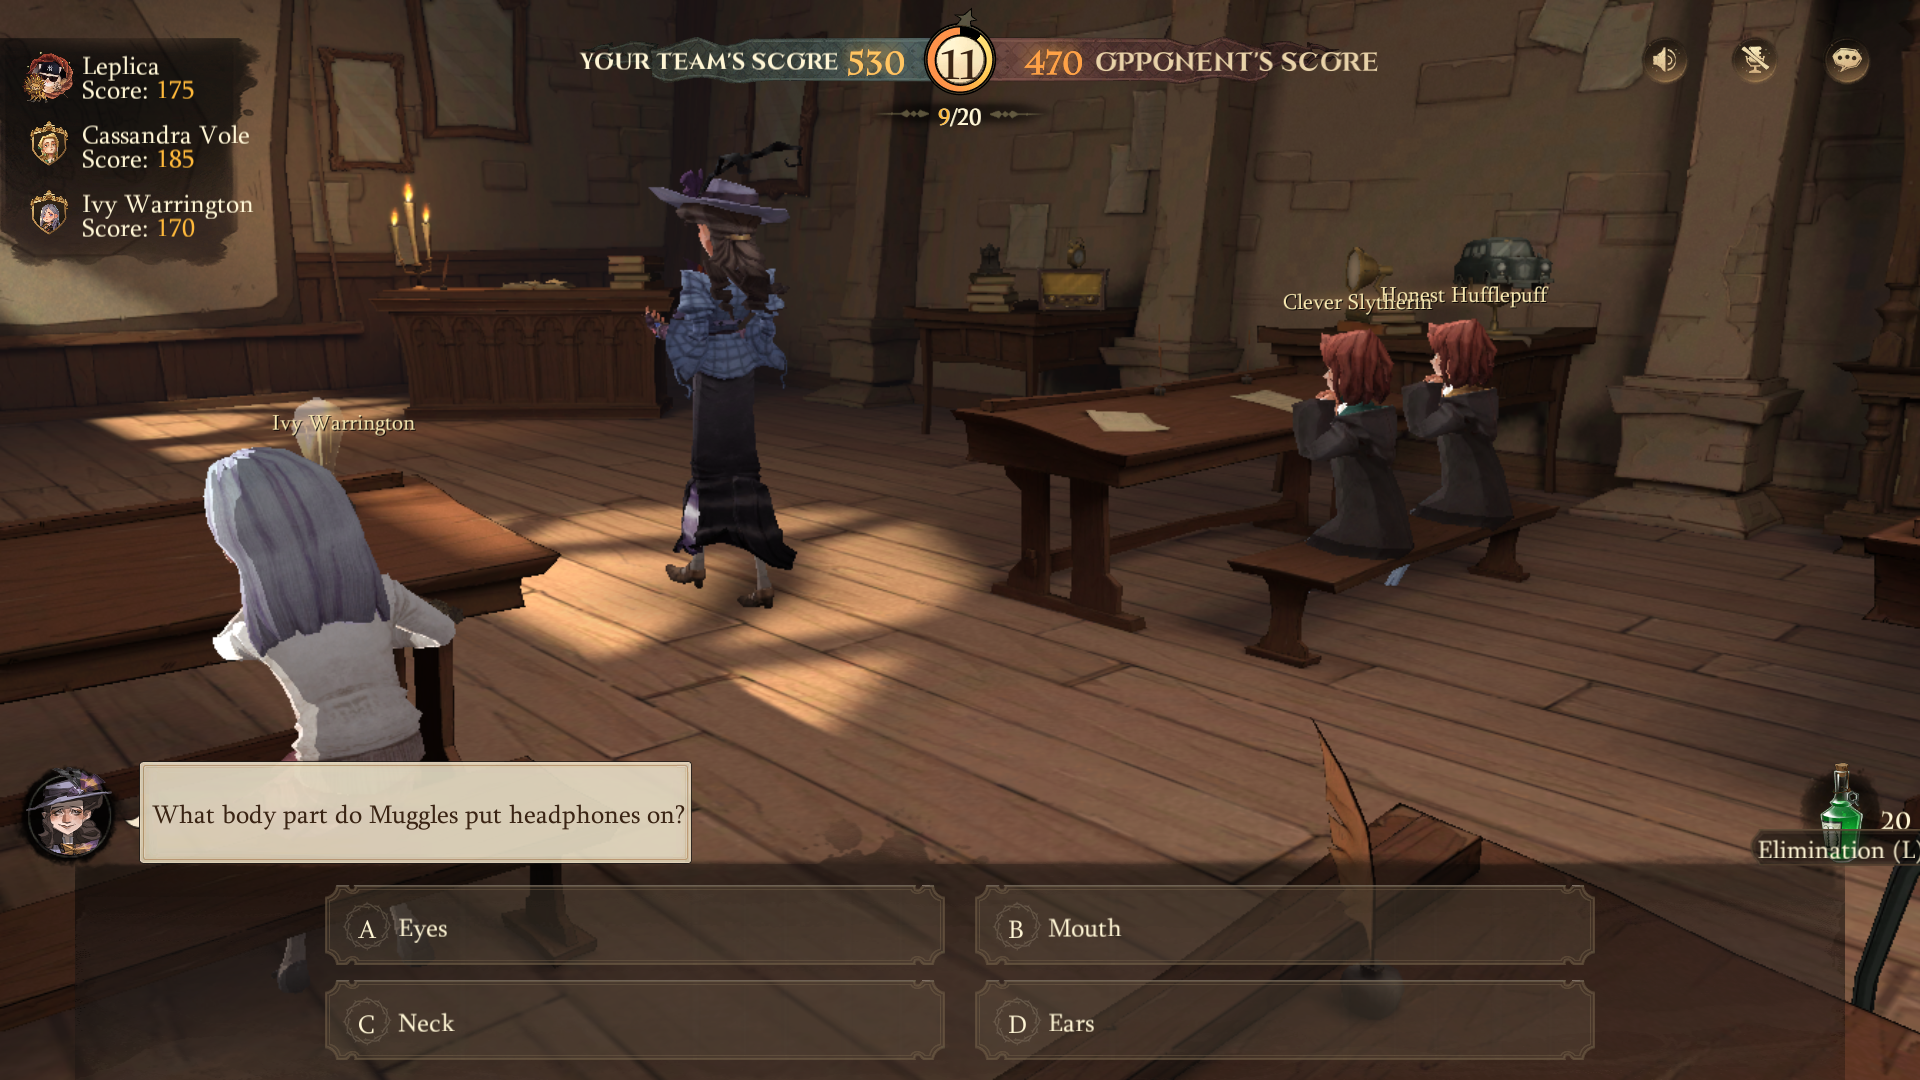 Leplica
Score: 175
Cassandra Vole
Score: 185
Ivy Warrington
Score: 170
YOUR TEAM'S SCORE 530 11 470 OPPONENT'S SCORE
9/20
Clever Slytherin
Honest Hufflepuff
Ivy Warrington
What body part do Muggles put headphones on?
20
Elimination (L)
A Eyes
B Mouth
C Neck
D Ears